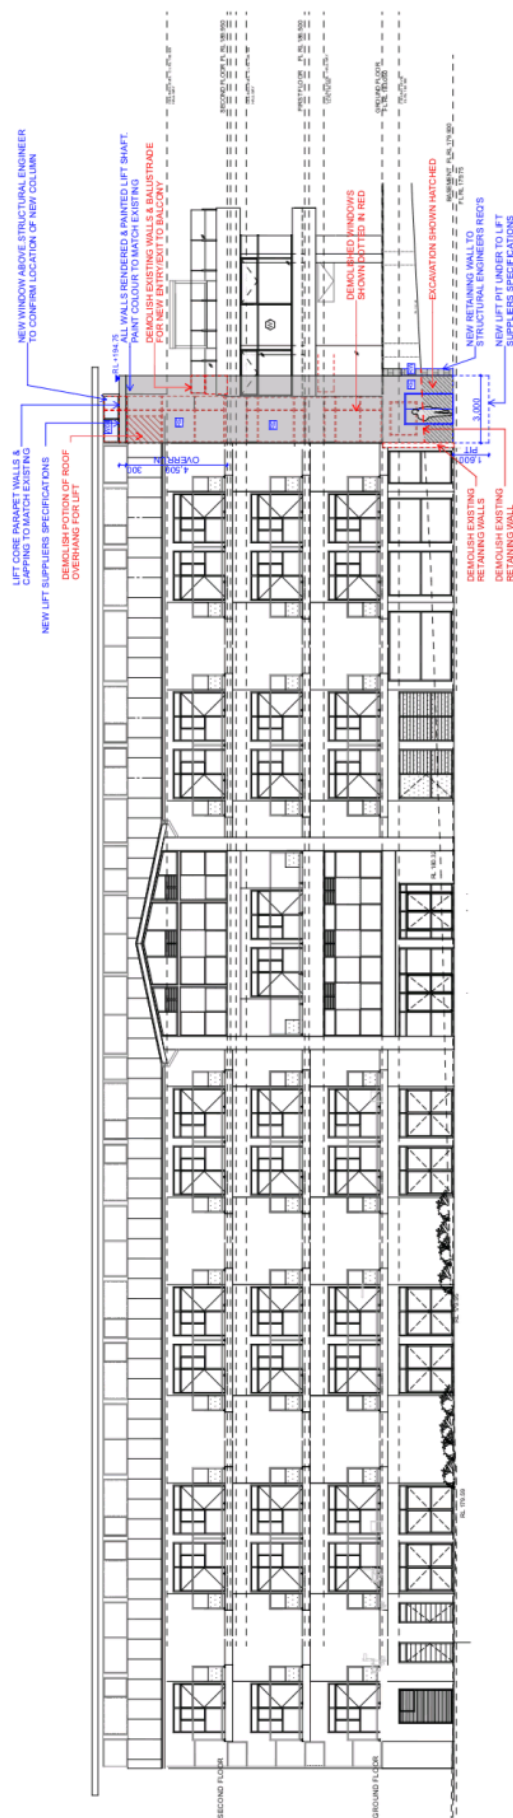 NEW WINDOW ABOVE. STRUCTURAL ENGINEER
TO CONFIRM LOCATION OF NEW COLUMN
LIFT CORE PARAPET WALLS &
CAPPING TO MATCH EXISTING
NEW LIFT SUPPLIERS SPECIFICATIONS
DEMOLISH POTION OF ROOF
OVERHANG FOR LIFT
RL +194.75
ALL WALLS RENDERED & PAINTED LIFT SHAFT.
PAINT COLOUR TO MATCH EXISTING
DEMOLISH EXISTING WALLS & BALUSTRADE
FOR NEW ENTRY/EXIT TO BALCONY
300
4,500
OVERRUN
SECOND FLOOR
FIRST FLOOR
GROUND FLOOR
DEMOLISHED WINDOWS
SHOWN DOTTED IN RED
EXCAVATION SHOWN HATCHED
BASEMENT
NEW RETAINING WALL TO
STRUCTURAL ENGINEERS REQ'S
NEW LIFT PIT UNDER TO LIFT
SUPPLIERS SPECIFICATIONS
3,000
PIT
DEMOLISH EXISTING
RETAINING WALLS
DEMOLISH EXISTING
RETAINING WALL
SECOND FLOOR
GROUND FLOOR